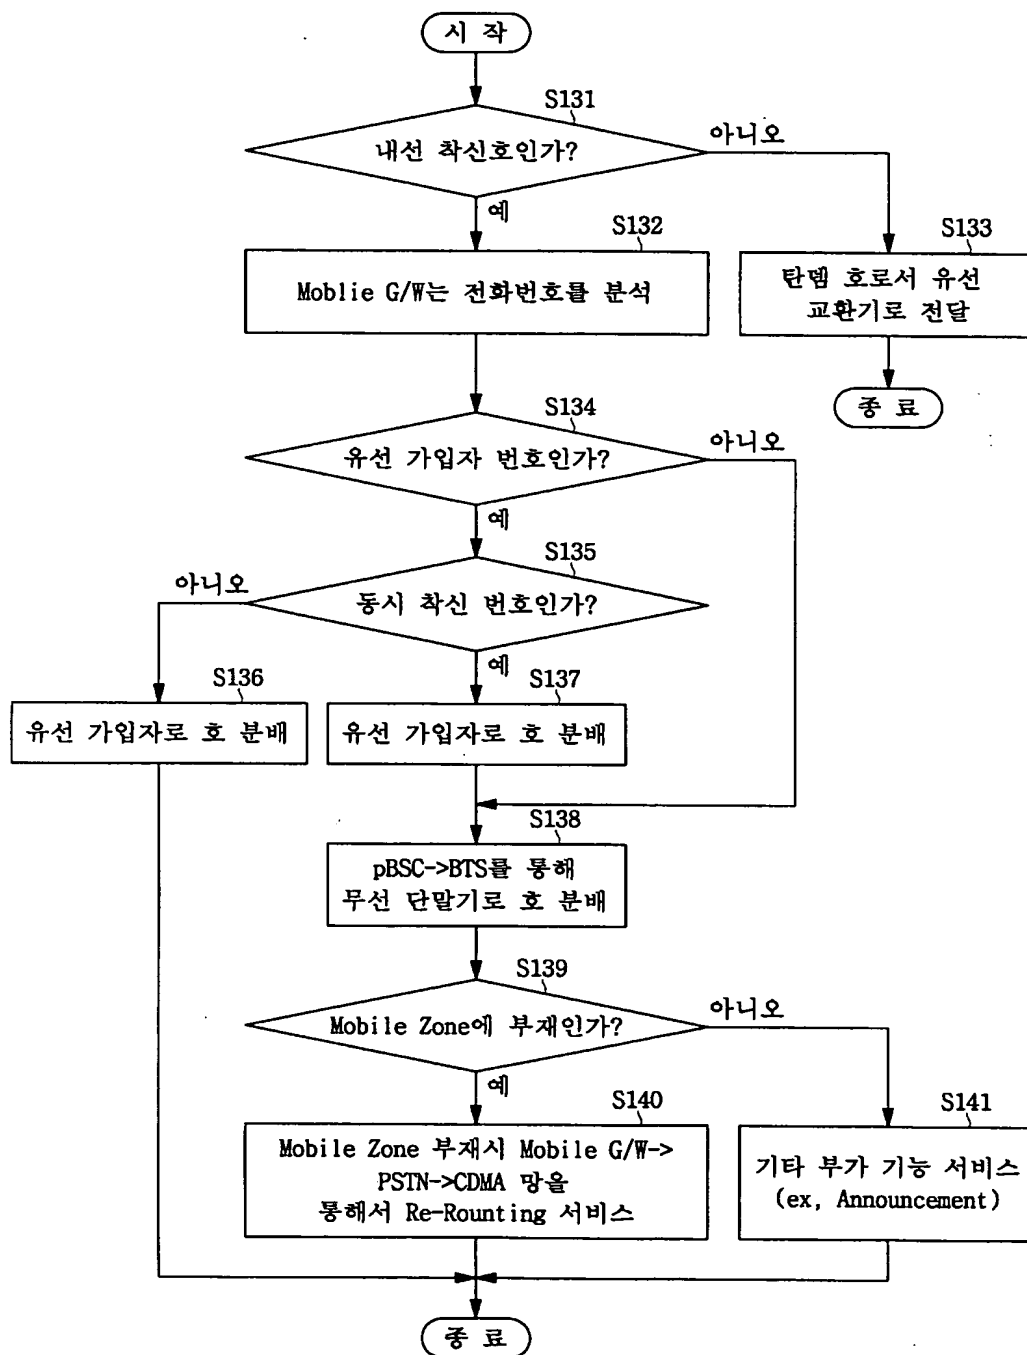 시 작
S131
내선 착신호인가?
아니오
예
S132
Moblie G/W는 전화번호를 분석
S133
탄뎀 호로서 유선
교환기로 전달
종 료
S134
유선 가입자 번호인가?
아니오
예
S135
동시 착신 번호인가?
아니오
예
S136
유선 가입자로 호 분배
S137
유선 가입자로 호 분배
S138
pBSC->BTS를 통해
무선 단말기로 호 분배
S139
Mobile Zone에 부재인가?
아니오
예
S140
Mobile Zone 부재시 Mobile G/W->
PSTN->CDMA 망을
통해서 Re-Rounting 서비스
S141
기타 부가 기능 서비스
(ex, Announcement)
종 료